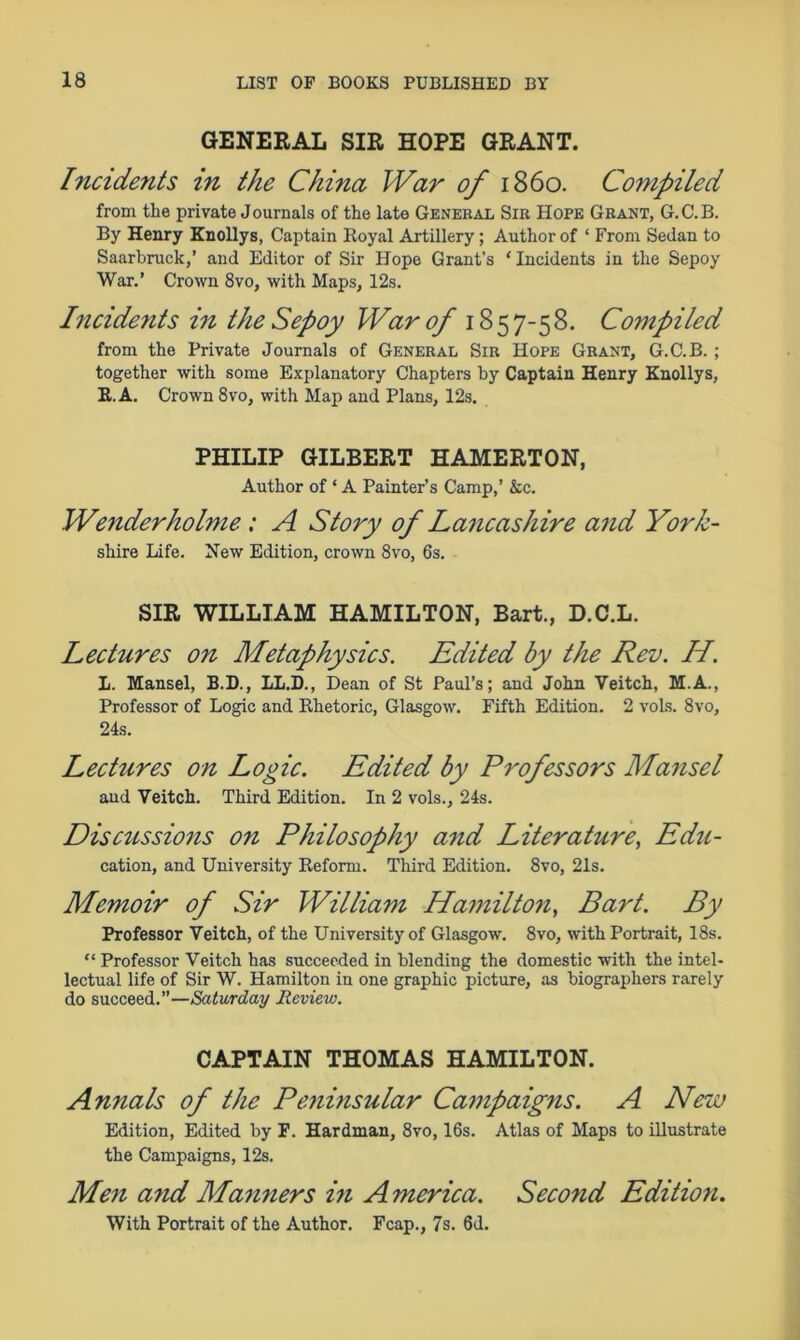 18 LIST OF BOOKS PUBLISHED BY
GENERAL SIR HOPE GRANT.
Incidents in the China War of 1860. Compiled
from the private Journals of the late General Sir Hope Grant, G.C.B.
By Henry Knollys, Captain Royal Artillery; Author of ‘From Sedan to
Saarbruck,’ and Editor of Sir Hope Grant’s ‘Incidents in the Sepoy
War.’ Crown 8vo, with Maps, 12s.
Incidents in the Sepoy War of 1857-58. Compiled
from the Private Journals of General Sir Hope Grant, G.C.B. ;
together with some Explanatory Chapters by Captain Henry Knollys,
R.A. Crown 8vo, with Map and Plans, 12s.
PHILIP GILBERT HAMERTON,
Author of ‘A Painter’s Camp,’ &c.
Wenderholme : A Story of Lancashire and York-
shire Life. New Edition, crown 8vo, 6s.
SIR WILLIAM HAMILTON, Bart., D.C.L.
Lectures on Metaphysics. Edited by the Rev. H.
L. Mansel, B.D., LL.D., Dean of St Paul’s; and John Veitch, M.A.,
Professor of Logic and Rhetoric, Glasgow. Fifth Edition. 2 vols. 8vo,
24s.
Lectures on Logic. Edited by Professors Mansel
and Veitch. Third Edition. In 2 vols., 24s.
Discussions on Philosophy and Literature, Edu-
cation, and University Reform. Third Edition. 8vo, 21s.
Memoir of Sir William Hamilton, Bart. By
Professor Veitch, of the University of Glasgow. 8vo, with Portrait, 18s.
“Professor Veitch has succeeded in blending the domestic with the intel-
lectual life of Sir W. Hamilton in one graphic picture, as biographers rarely
do succeed.”—Saturday Review.
CAPTAIN THOMAS HAMILTON.
Annals of the Peninsular Campaigns. A New
Edition, Edited by F. Hardman, 8vo, 16s. Atlas of Maps to illustrate
the Campaigns, 12s.
Men and Manners in America. Second Edition.
With Portrait of the Author. Fcap., 7s. 6d.